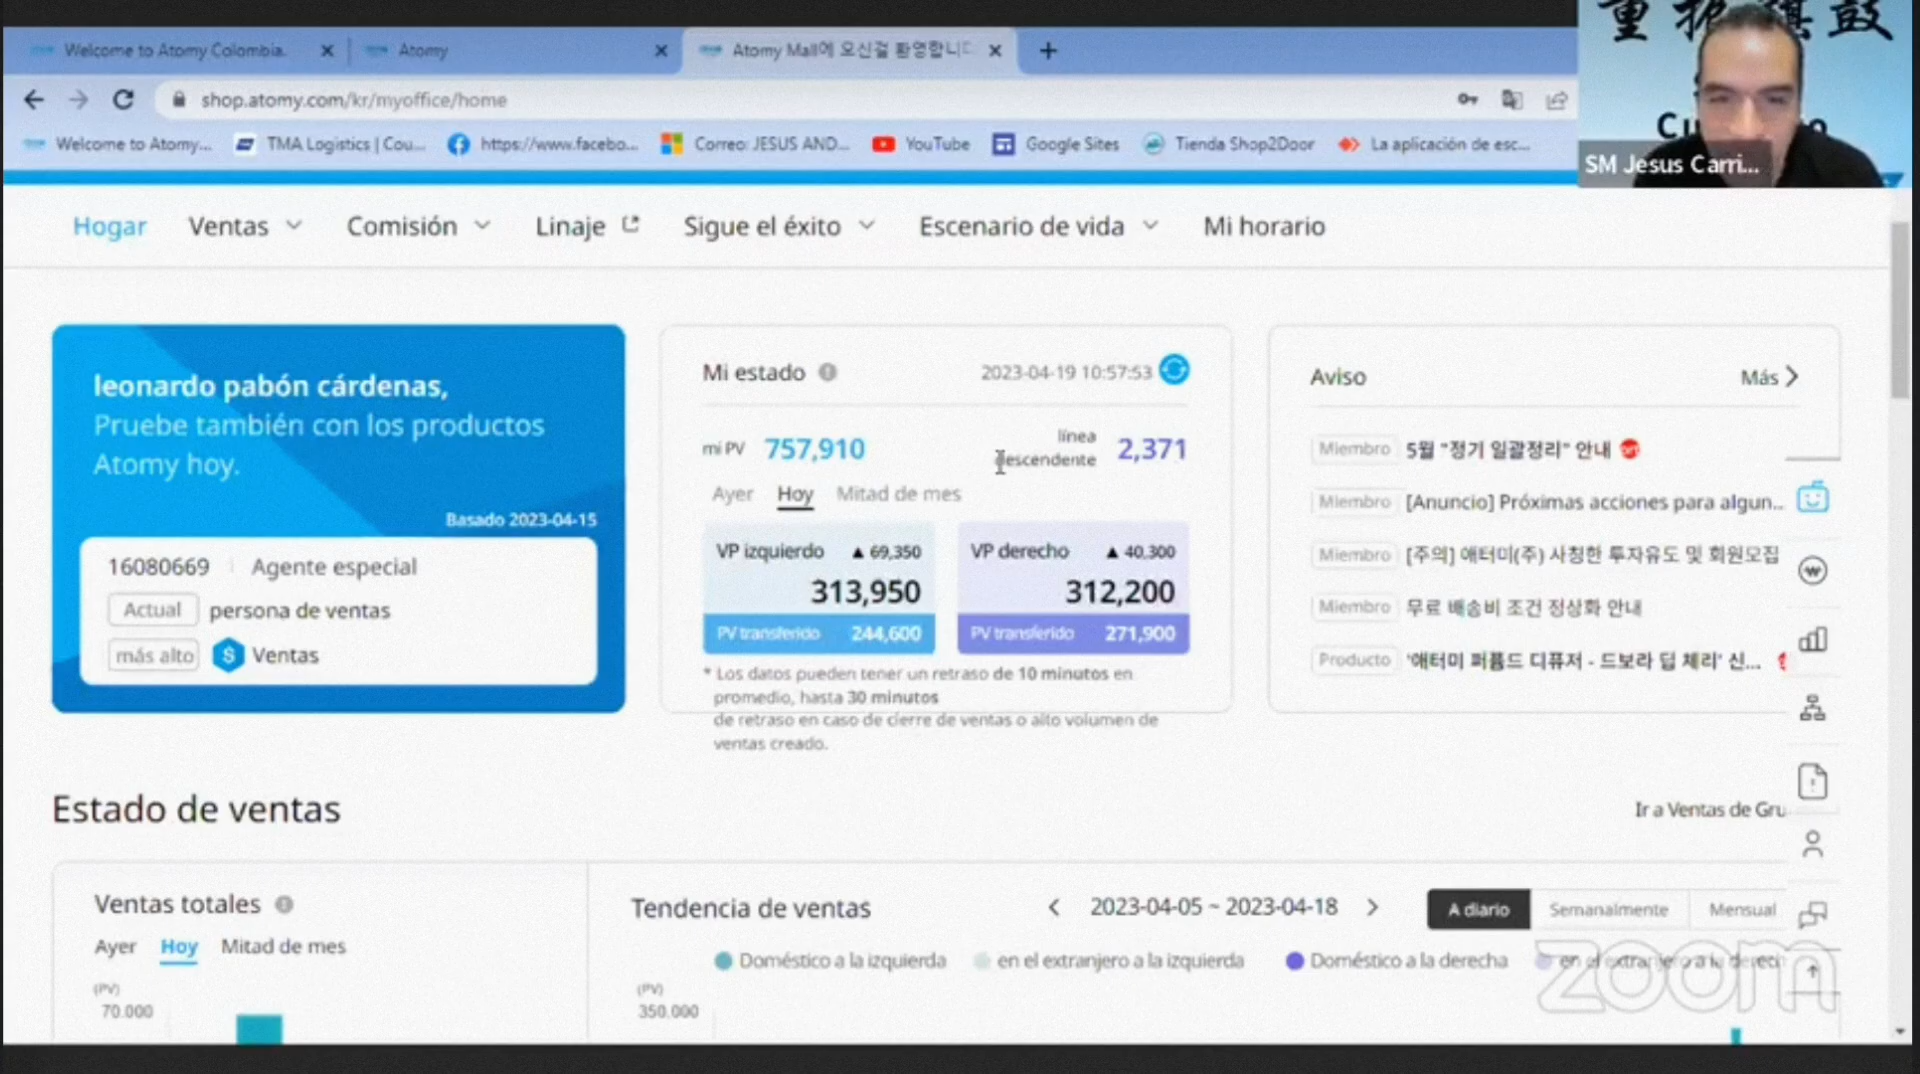 Welcome to Atomy Colombia.
Atomy
Atomy Mall에 오신걸 환영합니다
shop.atomy.com/kr/myoffice/home
Welcome to Atomy...
TMA Logistics | Cou...
https://www.facebo...
Correo: JESUS AND...
YouTube
Google Sites
Tienda Shop2Door
La aplicación de esc...
SM Jesus Carri...
Hogar
Ventas
Comisión
Linaje
Sigue el éxito
Escenario de vida
Mi horario
leonardo pabón cárdenas,
Pruebe también con los productos
Atomy hoy.
Basado 2023-04-15
16080669
Agente especial
Actual
persona de ventas
más alto
Ventas
Mi estado
2023-04-19 10:57:53
mi PV 757,910
línea
descendente
2,371
Ayer
Hoy
Mitad de mes
VP izquierdo ▲ 69,350
313,950
PV transferido 244,600
VP derecho ▲ 40,300
312,200
PV transferido 271,900
* Los datos pueden tener un retraso de 10 minutos en
promedio, hasta 30 minutos
de retraso en caso de cierre de ventas o alto volumen de
ventas creado.
Aviso
Más
Miembro 5월 "정기 일괄정리" 안내
Miembro [Anuncio] Próximas acciones para algun...
Miembro [주의] 애터미(주) 사칭한 투자유도 및 회원모집
Miembro 무료 배송비 조건 정상화 안내
Producto '애터미 퍼퓸드 디퓨저 - 드보라 딥 체리' 신...
Estado de ventas
Ir a Ventas de Gru
Ventas totales
Ayer
Hoy
Mitad de mes
(PV)
70.000
Tendencia de ventas
2023-04-05 ~ 2023-04-18
A diario
Semanalmente
Mensual
Doméstico a la izquierda
en el extranjero a la izquierda
Doméstico a la derecha
en el extranjero a la derech
(PV)
350.000
zoom